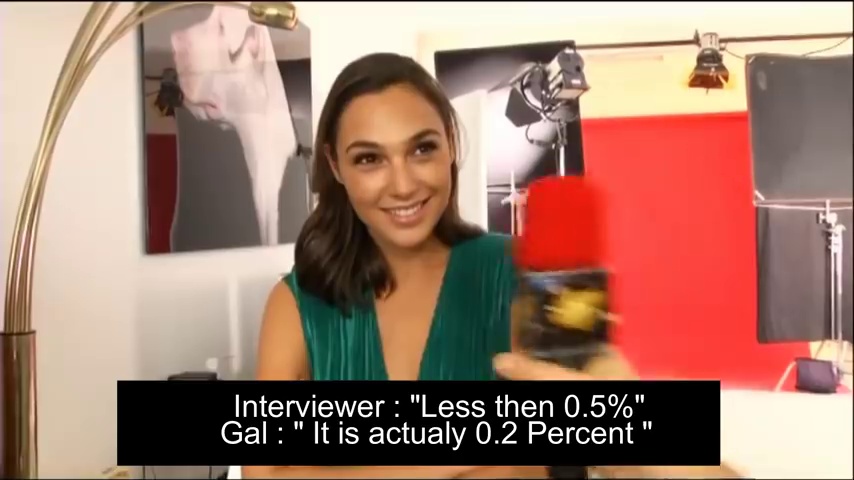 Interviewer : "Less then 0.5%"
Gal : " It is actualy 0.2 Percent "